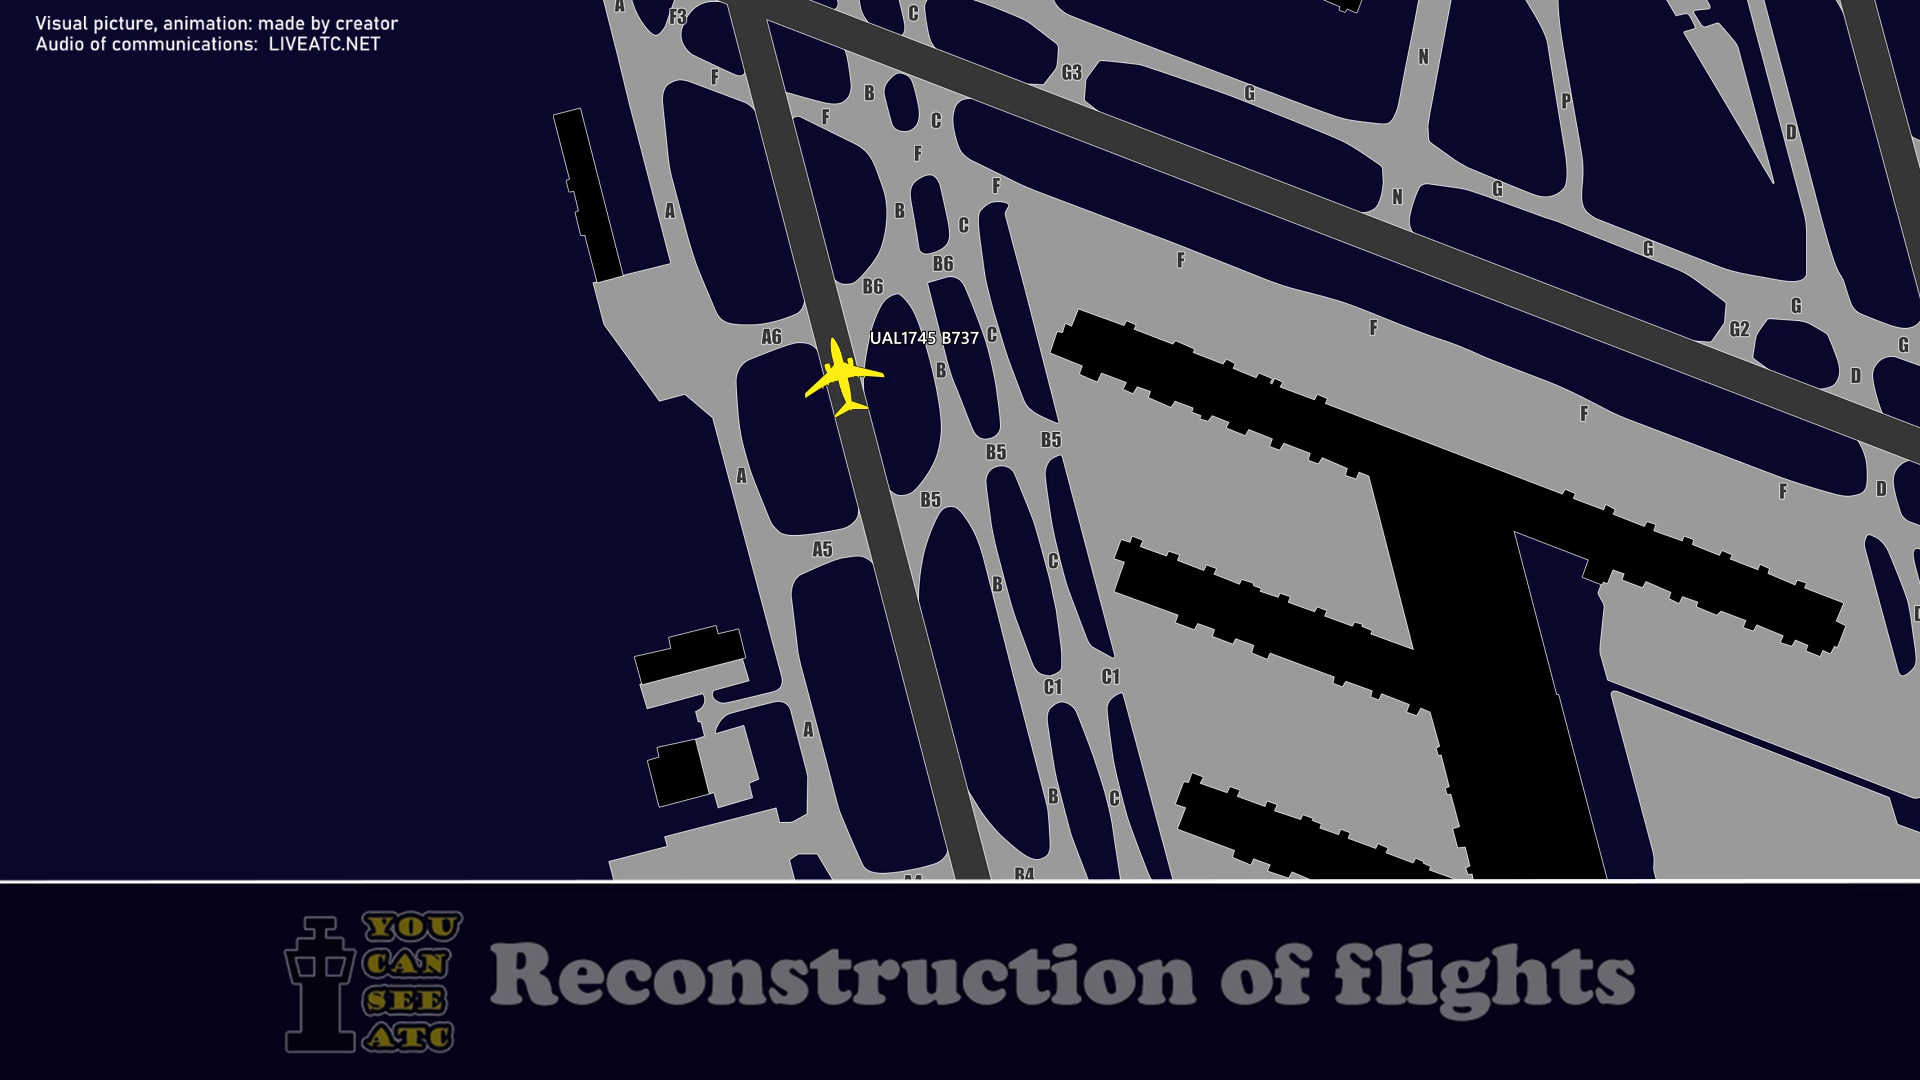 Visual picture, animation: made by creator
Audio of communications:  LIVEATC.NET
A
F3
C
G3
N
F
B
G
P
F
C
D
F
F
A
B
C
N
G
B6
F
G
B6
G
A6
UAL1745 B737
C
F
G2
G
B
D
F
B5
B5
A
F
D
B5
A5
C
B
C1
C1
A
B
C
B4
YOU
CAN
SEE
ATC
Reconstruction of flights